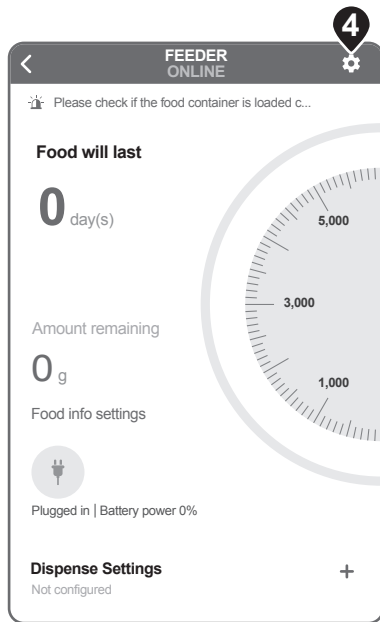 4
FEEDER
ONLINE
Please check if the food container is loaded c...
Food will last
0 day(s)
5,000
3,000
Amount remaining
0 g
1,000
Food info settings
Plugged in | Battery power 0%
Dispense Settings
+
Not configured